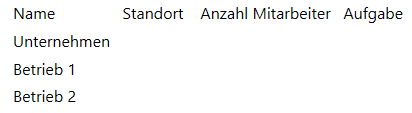 Name Standort Anzahl Mitarbeiter Aufgabe
Unternehmen
Betrieb 1
Betrieb 2